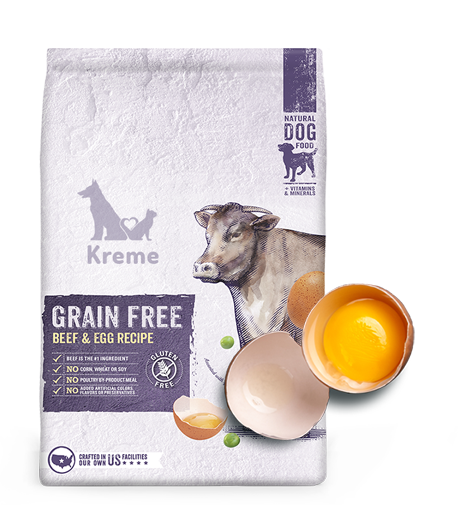 NATURAL
DOG
FOOD
+ VITAMINS
& MINERALS
Kreme
GRAIN FREE
BEEF & EGG RECIPE
BEEF IS THE #1 INGREDIENT
NO CORN, WHEAT OR SOY
NO POULTRY BY-PRODUCT MEAL
NO ADDED ARTIFICIAL COLORS,
FLAVORS OR PRESERVATIVES
GLUTEN
FREE
CRAFTED IN
OUR OWN US FACILITIES